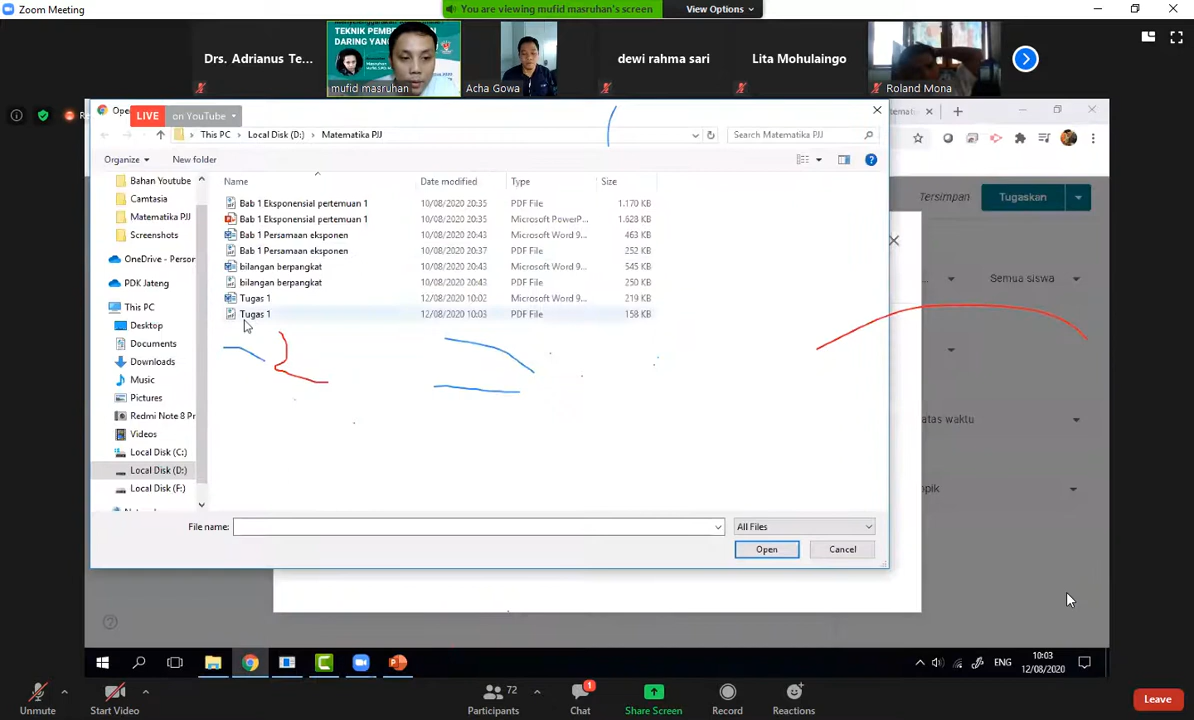 Zoom Meeting
You are viewing mufid masruhan's screen
View Options
Drs. Adrianus Te...
TEKNIK
DARING
mufid masruhan
Acha Gowa
dewi rahma sari
Lita Mohulaingo
Roland Mona
LIVE
on YouTube
This PC
Local Disk (D:)
Matematika PJJ
Search Matematika PJJ
Organize
New folder
Name
Date modified
Type
Size
Bab 1 Eksponensial pertemuan 1 10/08/2020 20:35 PDF File 1.170 KB
Bab 1 Eksponensial pertemuan 1 10/08/2020 20:35 Microsoft PowerP... 1.628 KB
Bab 1 Persamaan eksponen 10/08/2020 20:43 Microsoft Word 9... 463 KB
Bab 1 Persamaan eksponen 10/08/2020 20:37 PDF File 252 KB
bilangan berpangkat 10/08/2020 20:43 Microsoft Word 9... 545 KB
bilangan berpangkat 10/08/2020 20:43 PDF File 250 KB
Tugas 1 12/08/2020 10:02 Microsoft Word 9... 219 KB
Tugas 1 12/08/2020 10:03 PDF File 158 KB
Bahan Youtube
Camtasia
Matematika PJJ
Screenshots
OneDrive - Person
PDK Jateng
This PC
Desktop
Documents
Downloads
Music
Pictures
Redmi Note 8 Pr
Videos
Local Disk (C:)
Local Disk (D:)
Local Disk (F:)
File name:
All Files
Open
Cancel
Tersimpan
Tugaskan
Semua siswa
atas waktu
opik
ENG
10:03
12/08/2020
Unmute
Start Video
72
Participants
1
Chat
Share Screen
Record
Reactions
Leave